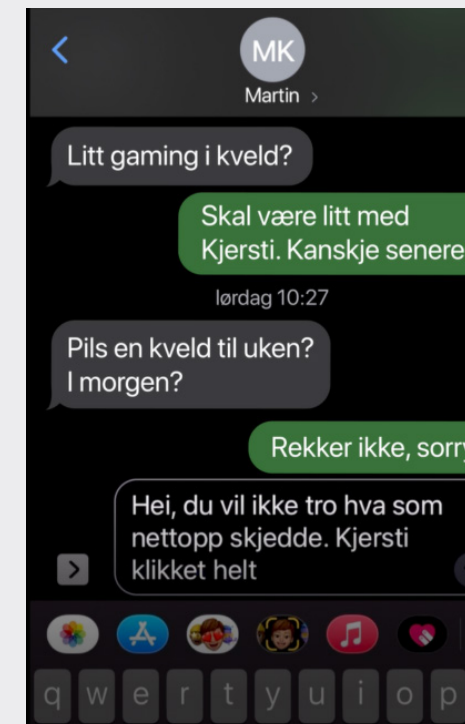 MK
Martin >
Litt gaming i kveld?
Skal være litt med
Kjersti. Kanskje senere
lørdag 10:27
Pils en kveld til uken?
I morgen?
Rekker ikke, sorry
Hei, du vil ikke tro hva som
nettopp skjedde. Kjersti
klikket helt
q w e r t y u i o p